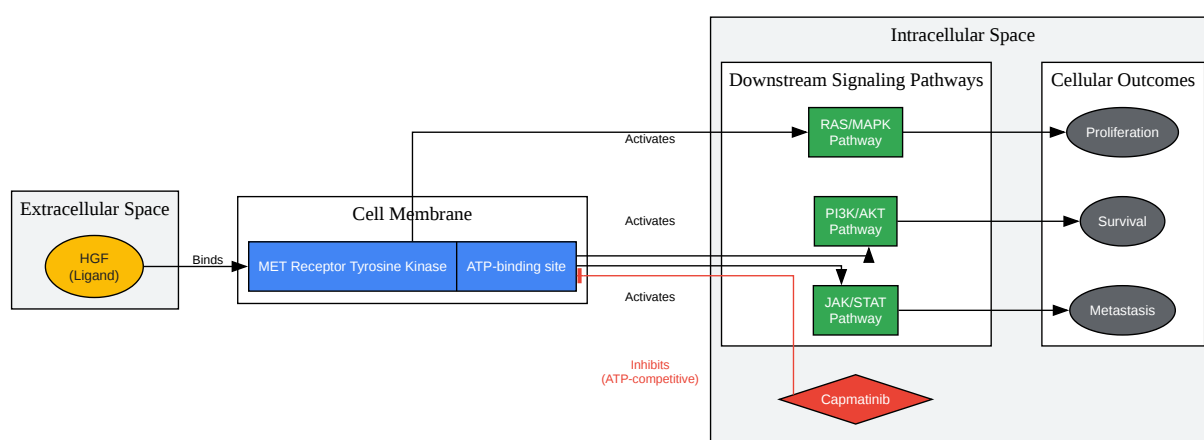 Intracellular Space
Downstream Signaling Pathways
Cellular Outcomes
RAS/MAPK
Pathway
Activates
Proliferation
Extracellular Space
Cell Membrane
PI3K/AKT
Pathway
Activates
Survival
HGF
(Ligand)
Binds
MET Receptor Tyrosine Kinase
ATP-binding site
Activates
JAK/STAT
Pathway
Metastasis
Inhibits
(ATP-competitive)
Capmatinib